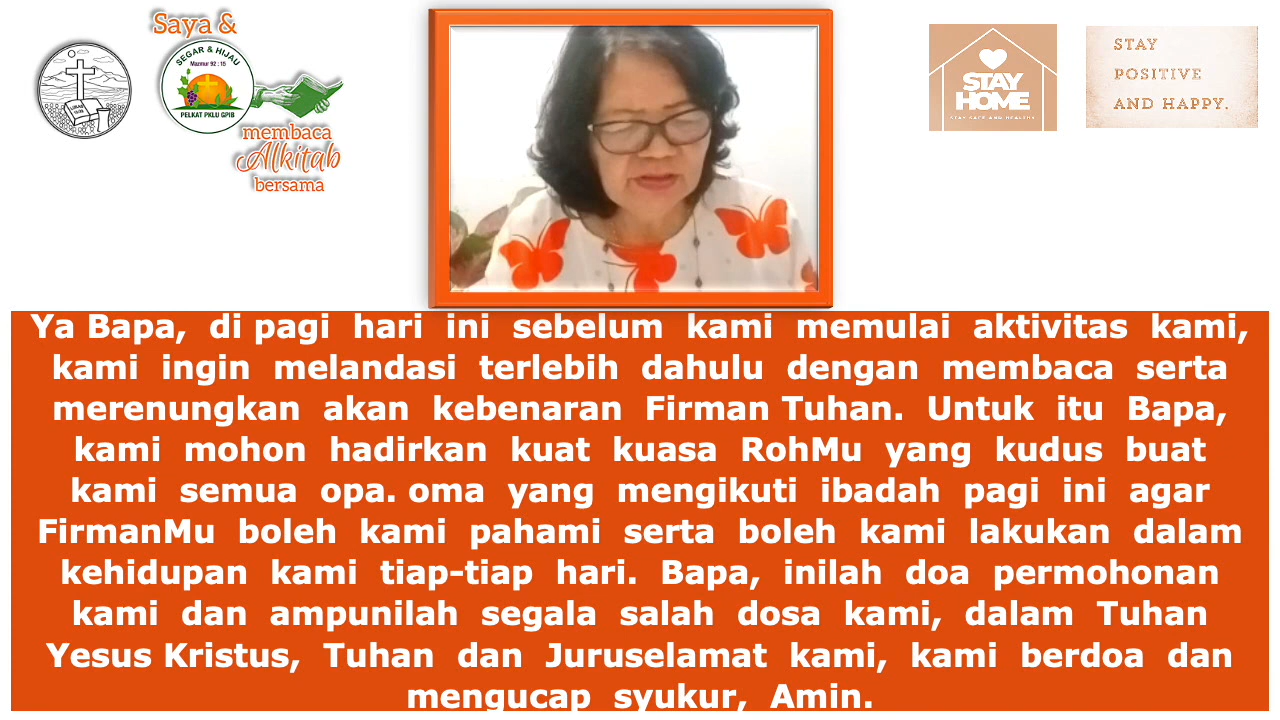 Saya &
SEGAR & HIJAU
Mazmur 92 : 15
PELKAT PKLU GPIB
membaca
Alkitab
bersama
STAY
HOME
STAY SAFE AND HEALTHY
STAY
POSITIVE
AND HAPPY.
Ya Bapa, di pagi hari ini sebelum kami memulai aktivitas kami,
kami ingin melandasi terlebih dahulu dengan membaca serta
merenungkan akan kebenaran Firman Tuhan. Untuk itu Bapa,
kami mohon hadirkan kuat kuasa RohMu yang kudus buat
kami semua opa. oma yang mengikuti ibadah pagi ini agar
FirmanMu boleh kami pahami serta boleh kami lakukan dalam
kehidupan kami tiap-tiap hari. Bapa, inilah doa permohonan
kami dan ampunilah segala salah dosa kami, dalam Tuhan
Yesus Kristus, Tuhan dan Juruselamat kami, kami berdoa dan
mengucap syukur, Amin.